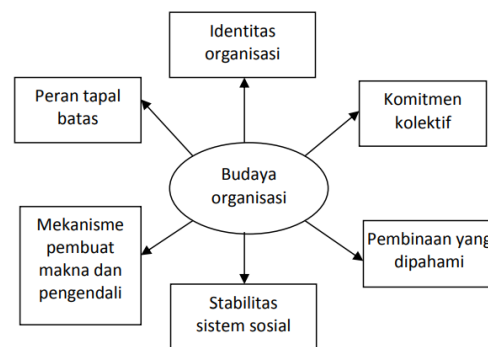 Identitas
organisasi
Peran tapal
batas
Komitmen
kolektif
Budaya
organisasi
Mekanisme
pembuat
makna dan
pengendali
Pembinaan yang
dipahami
Stabilitas
sistem sosial